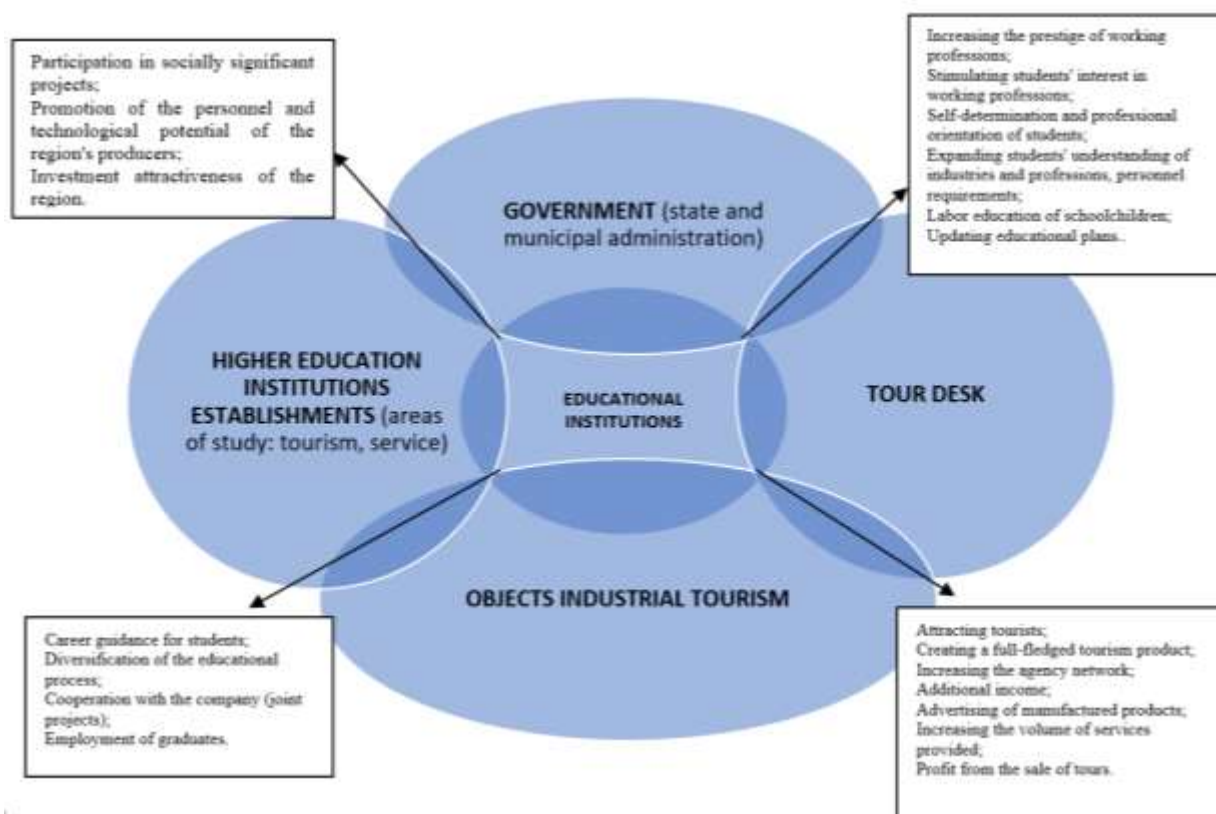 Participation in socially significant
projects;
Promotion of the personnel and
technological potential of the
region's producers;
Investment attractiveness of the
region.
Increasing the prestige of working
professions;
Stimulating students' interest in
working professions;
Self-determination and professional
orientation of students;
Expanding students' understanding of
industries and professions, personnel
requirements;
Labor education of schoolchildren;
Updating educational plans..
GOVERNMENT (state and
municipal administration)
HIGHER EDUCATION
INSTITUTIONS
ESTABLISHMENTS (areas
of study: tourism, service)
EDUCATIONAL
INSTITUTIONS
TOUR DESK
OBJECTS INDUSTRIAL TOURISM
Career guidance for students;
Diversification of the educational
process;
Cooperation with the company (joint
projects);
Employment of graduates.
Attracting tourists;
Creating a full-fledged tourism product;
Increasing the agency network;
Additional income;
Advertising of manufactured products;
Increasing the volume of services
provided;
Profit from the sale of tours.